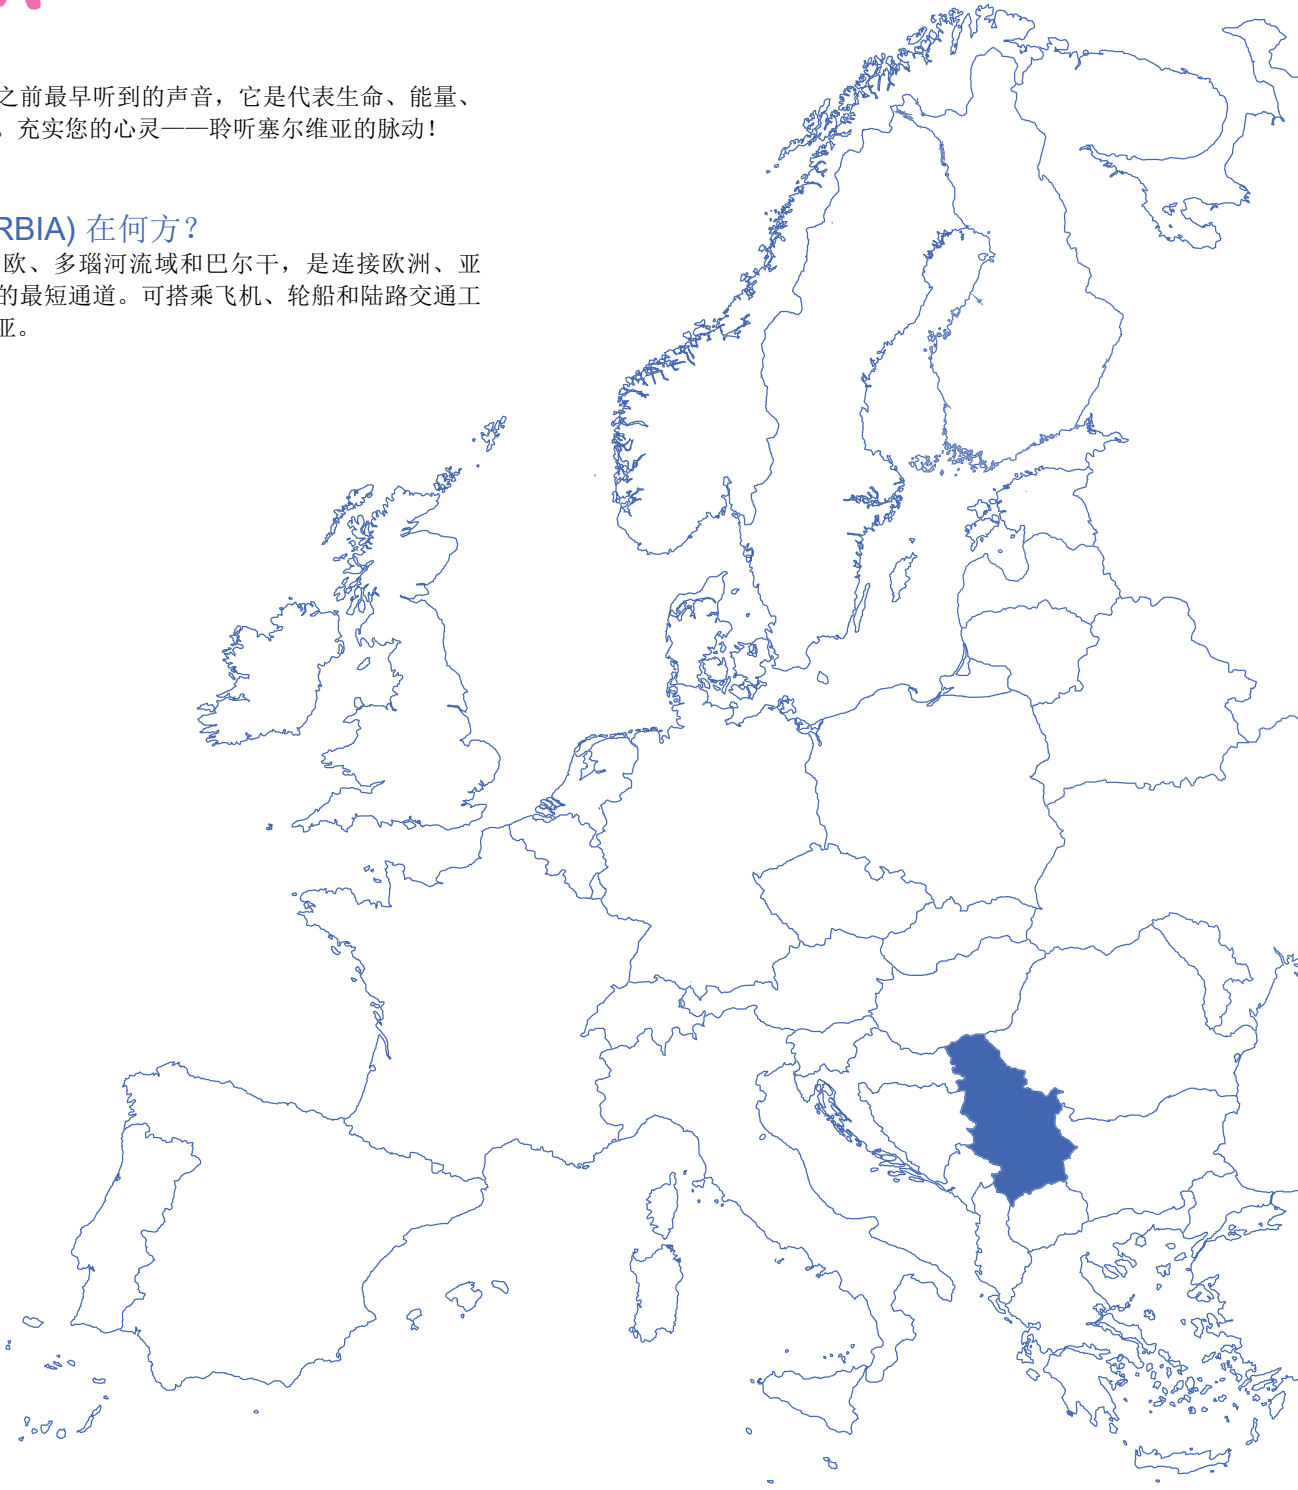 之前最早听到的声音，它是代表生命、能量、
充实您的心灵——聆听塞尔维亚的脉动！
RBIA) 在何方？
欧、多瑙河流域和巴尔干，是连接欧洲、亚
的最短通道。可搭乘飞机、轮船和陆路交通工
亚。